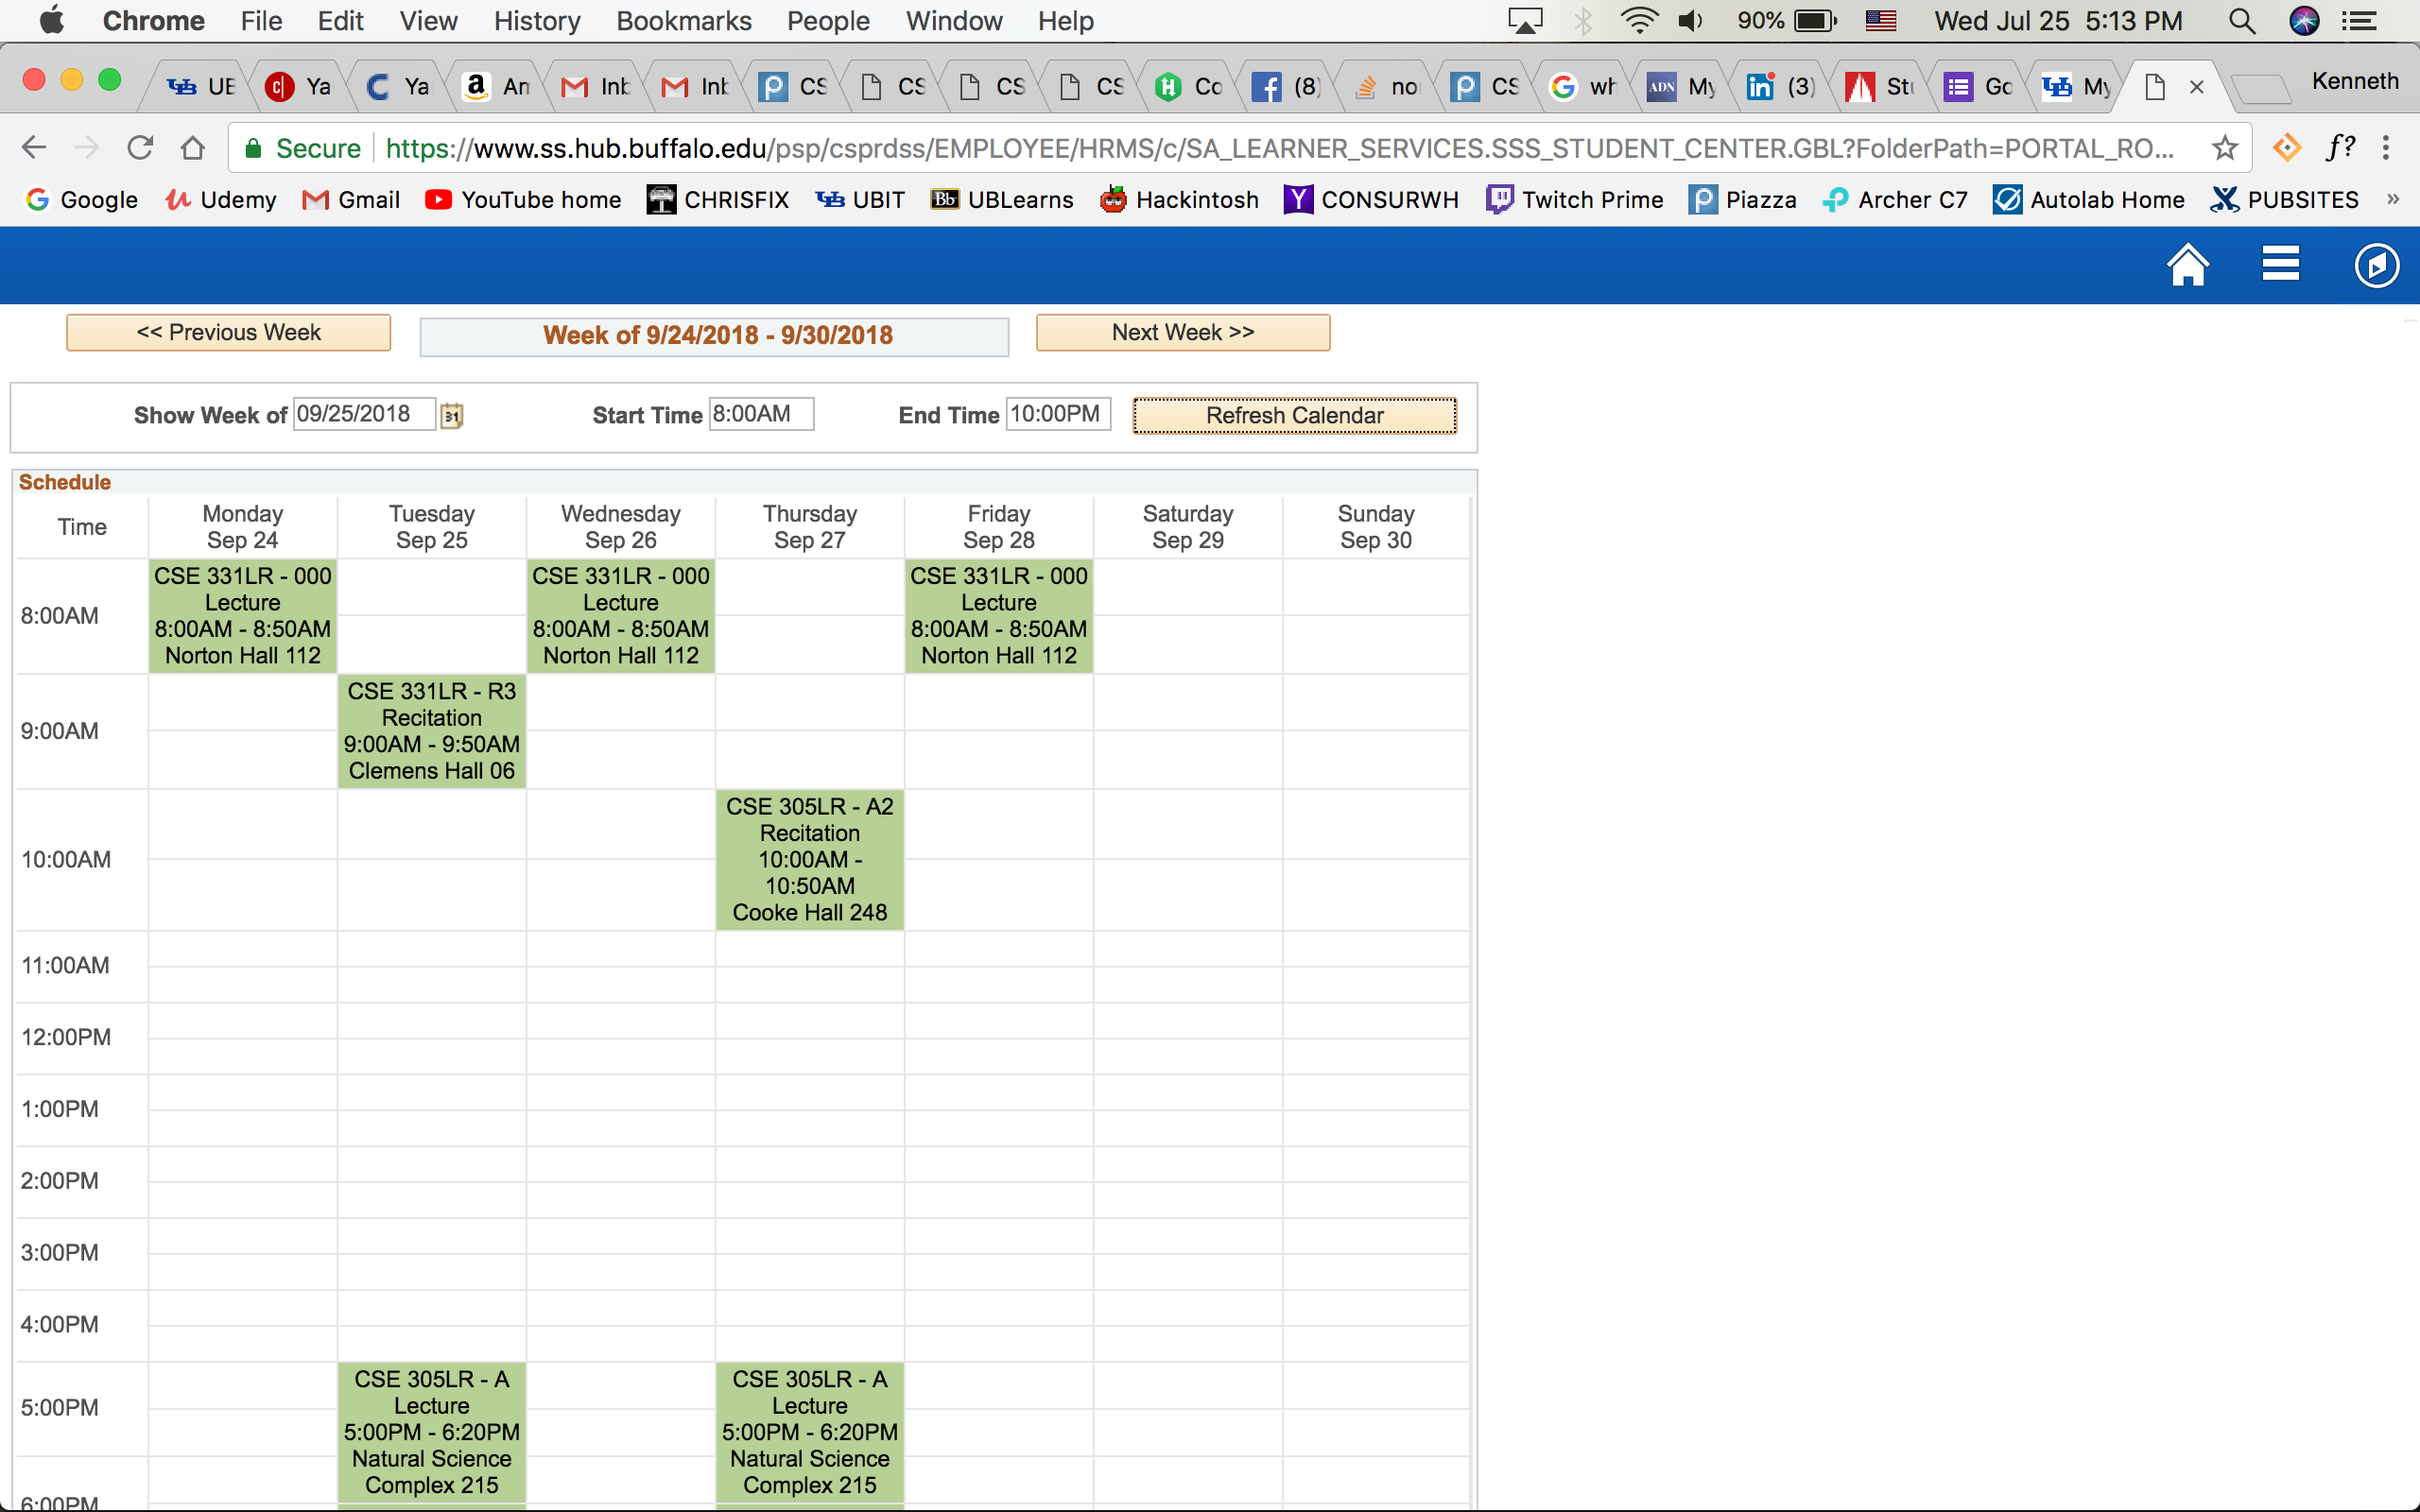 Chrome File Edit View History Bookmarks People Window Help 90% Wed Jul 25 5:13 PM
UB Ya Ya An Inb Inb CS CS CS CS Co (8) no CS wh My (3) Stu Go My Kenneth
Secure https://www.ss.hub.buffalo.edu/psp/csprdss/EMPLOYEE/HRMS/c/SA_LEARNER_SERVICES.SSS_STUDENT_CENTER.GBL?FolderPath=PORTAL_RO...
Google Udemy Gmail YouTube home CHRISFIX UBIT UBLearns Hackintosh CONSURWH Twitch Prime Piazza Archer C7 Autolab Home PUBSITES »
<< Previous Week Week of 9/24/2018 - 9/30/2018 Next Week >>
Show Week of 09/25/2018 Start Time 8:00AM End Time 10:00PM Refresh Calendar
Schedule
Time
Monday
Sep 24
Tuesday
Sep 25
Wednesday
Sep 26
Thursday
Sep 27
Friday
Sep 28
Saturday
Sep 29
Sunday
Sep 30
8:00AM
CSE 331LR - 000
Lecture
8:00AM - 8:50AM
Norton Hall 112
CSE 331LR - 000
Lecture
8:00AM - 8:50AM
Norton Hall 112
CSE 331LR - 000
Lecture
8:00AM - 8:50AM
Norton Hall 112
9:00AM
CSE 331LR - R3
Recitation
9:00AM - 9:50AM
Clemens Hall 06
10:00AM
CSE 305LR - A2
Recitation
10:00AM -
10:50AM
Cooke Hall 248
11:00AM
12:00PM
1:00PM
2:00PM
3:00PM
4:00PM
5:00PM
CSE 305LR - A
Lecture
5:00PM - 6:20PM
Natural Science
Complex 215
CSE 305LR - A
Lecture
5:00PM - 6:20PM
Natural Science
Complex 215
6:00PM